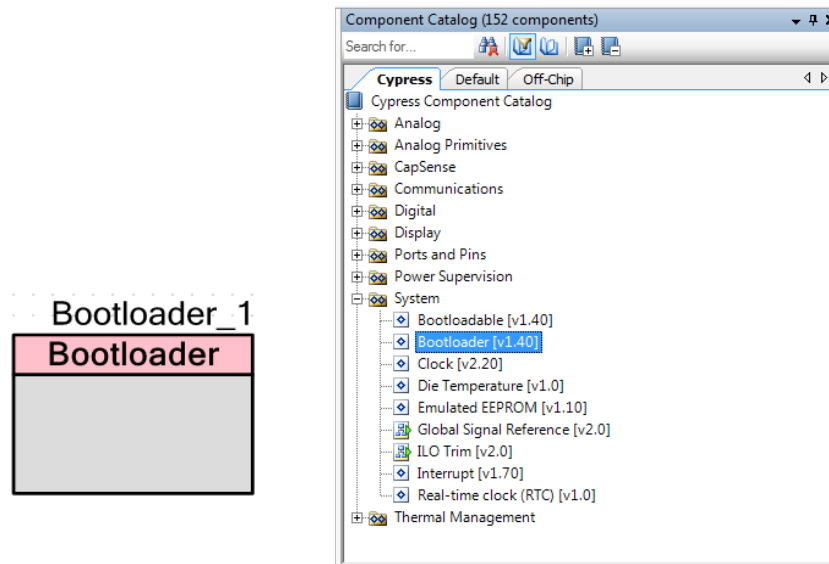 Bootloader_1
Bootloader
Component Catalog (152 components)
Search for...
Cypress Default Off-Chip
Cypress Component Catalog
Analog
Analog Primitives
CapSense
Communications
Digital
Display
Ports and Pins
Power Supervision
System
Bootloadable [v1.40]
Bootloader [v1.40]
Clock [v2.20]
Die Temperature [v1.0]
Emulated EEPROM [v1.10]
Global Signal Reference [v2.0]
ILO Trim [v2.0]
Interrupt [v1.70]
Real-time clock (RTC) [v1.0]
Thermal Management